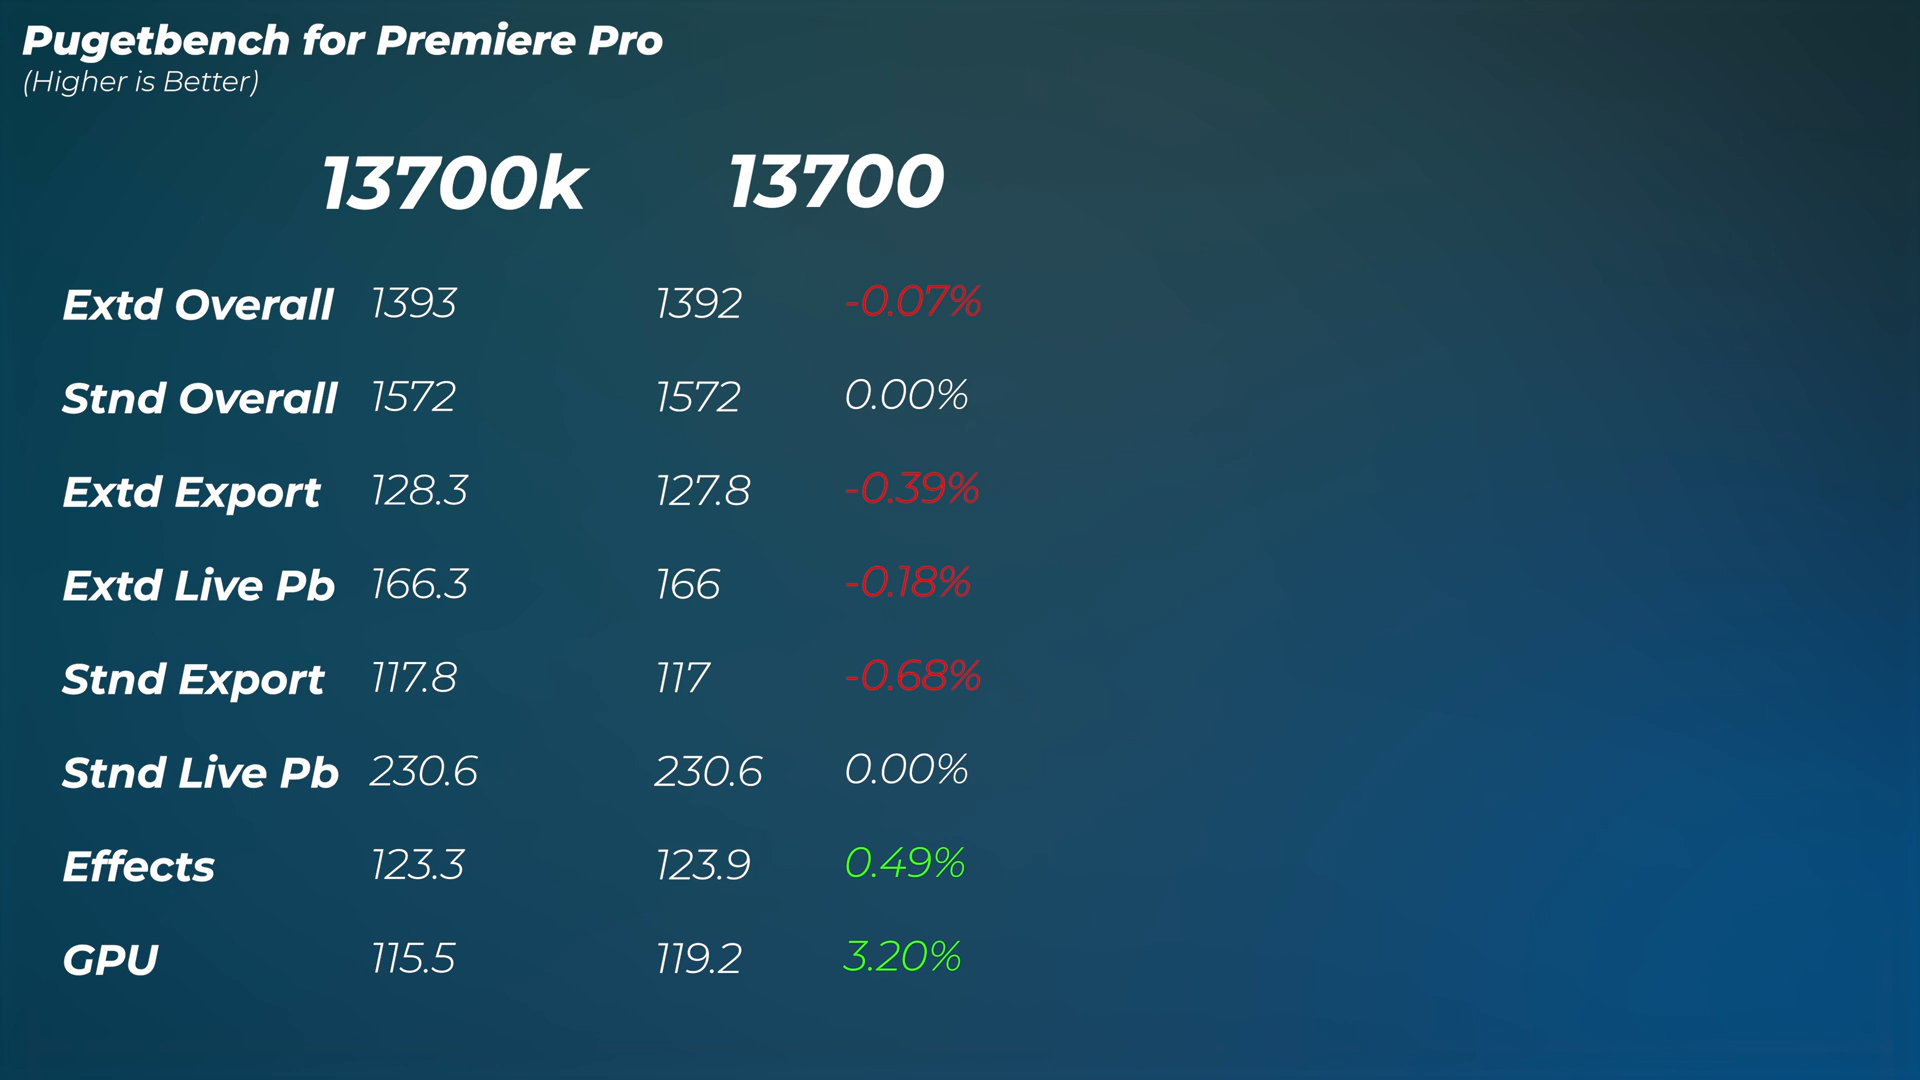 Pugetbench for Premiere Pro
(Higher is Better)
13700k 13700
Extd Overall 1393 1392 -0.07%
Stnd Overall 1572 1572 0.00%
Extd Export 128.3 127.8 -0.39%
Extd Live Pb 166.3 166 -0.18%
Stnd Export 117.8 117 -0.68%
Stnd Live Pb 230.6 230.6 0.00%
Effects 123.3 123.9 0.49%
GPU 115.5 119.2 3.20%